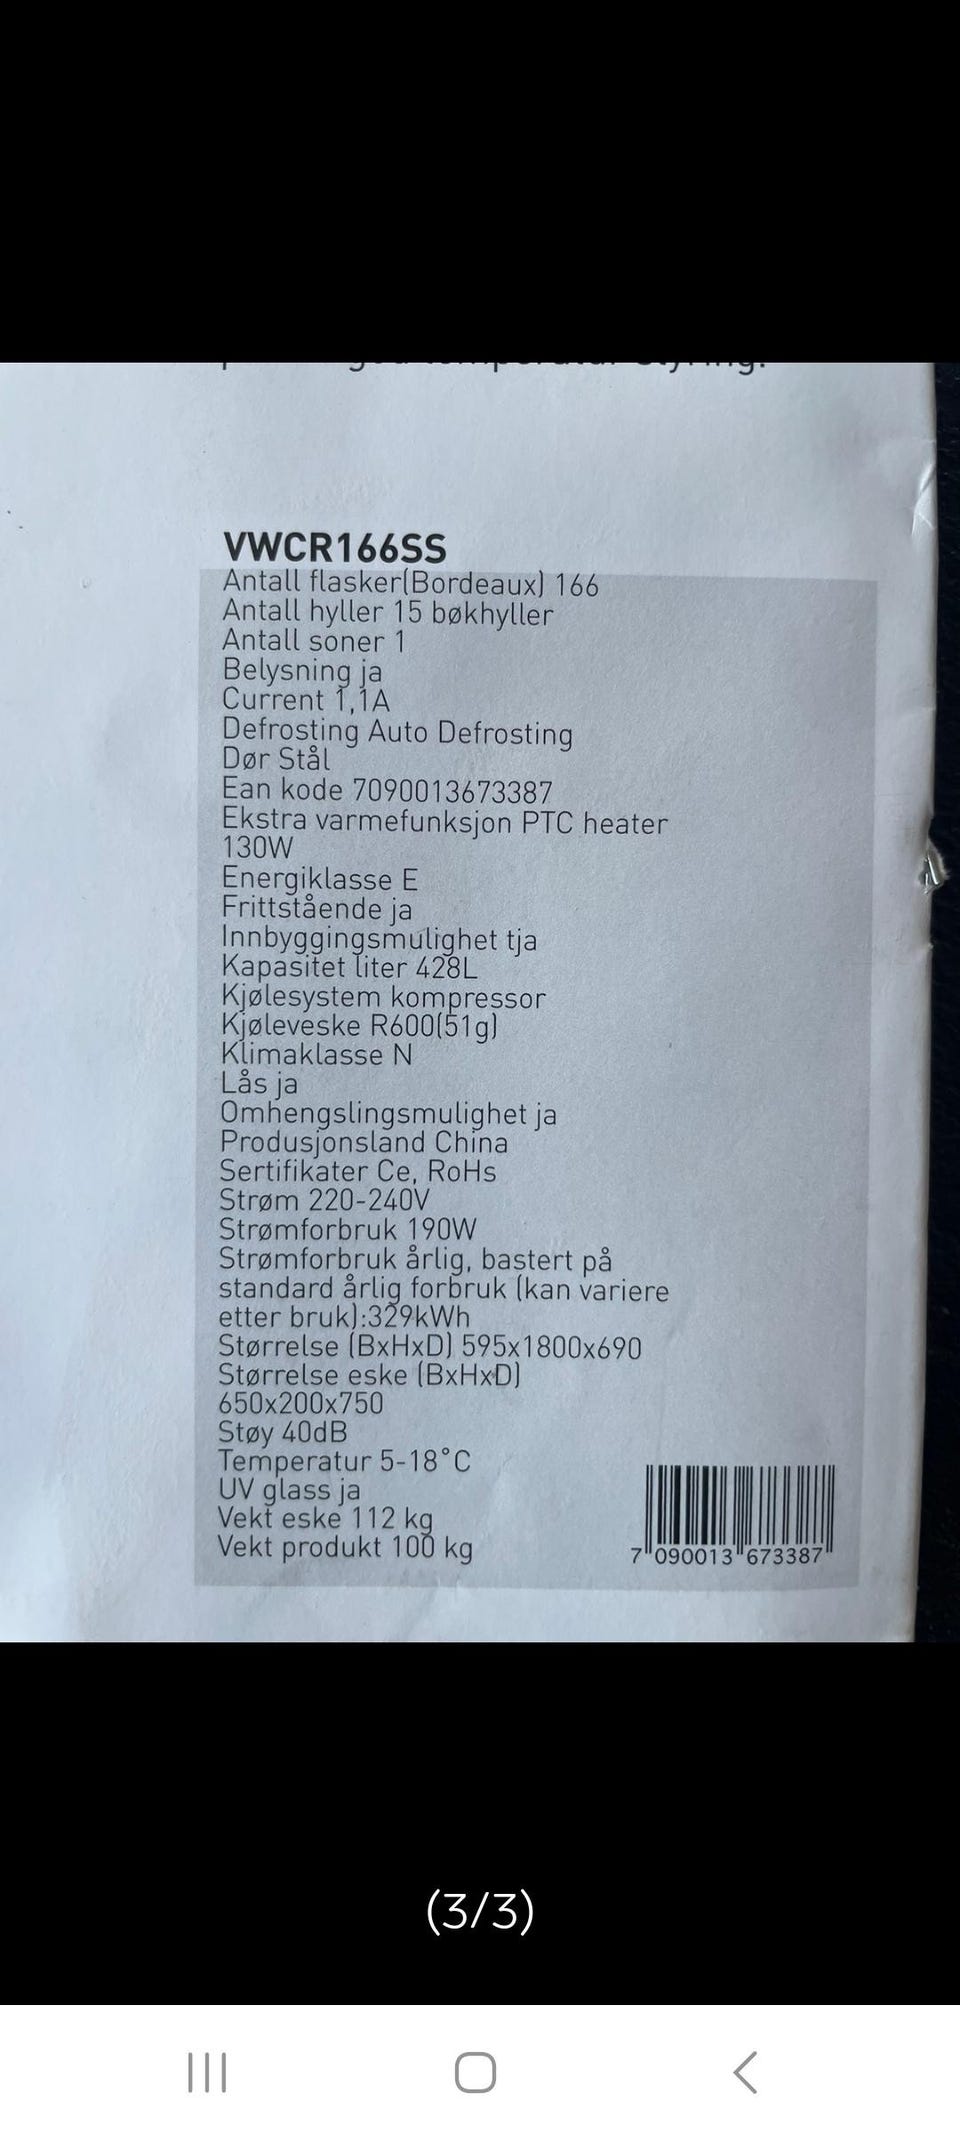 temperatur styring.
VWCR166SS
Antall flasker(Bordeaux) 166
Antall hyller 15 bøkhyller
Antall soner 1
Belysning ja
Current 1,1A
Defrosting Auto Defrosting
Dør Stål
Ean kode 7090013673387
Ekstra varmefunksjon PTC heater
130W
Energiklasse E
Frittstående ja
Innbyggingsmulighet tja
Kapasitet liter 428L
Kjølesystem kompressor
Kjøleveske R600(51g)
Klimaklasse N
Lås ja
Omhengslingsmulighet ja
Produsjonsland China
Sertifikater Ce, RoHs
Strøm 220-240V
Strømforbruk 190W
Strømforbruk årlig, bastert på
standard årlig forbruk (kan variere
etter bruk):329kWh
Størrelse (BxHxD) 595x1800x690
Størrelse eske (BxHxD)
650x200x750
Støy 40dB
Temperatur 5-18°C
UV glass ja
Vekt eske 112 kg
Vekt produkt 100 kg
7 090013 673387
(3/3)